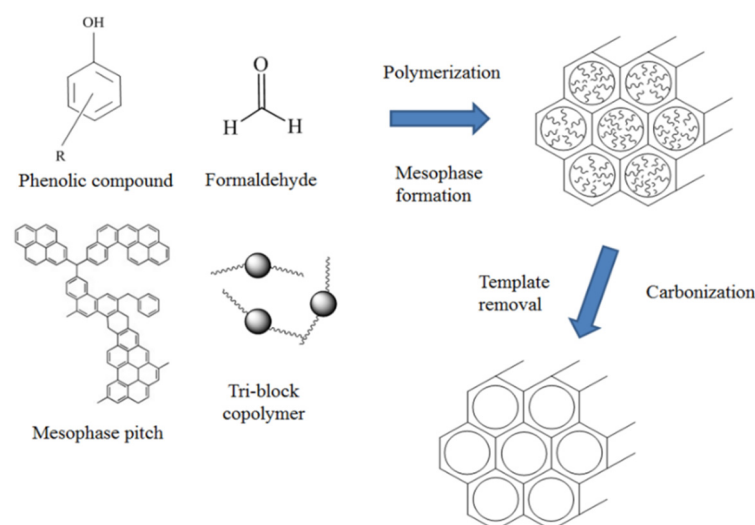 OH
R
Phenolic compound
O
H H
Formaldehyde
Polymerization
Mesophase
formation
Mesophase pitch
Tri-block
copolymer
Template
removal
Carbonization